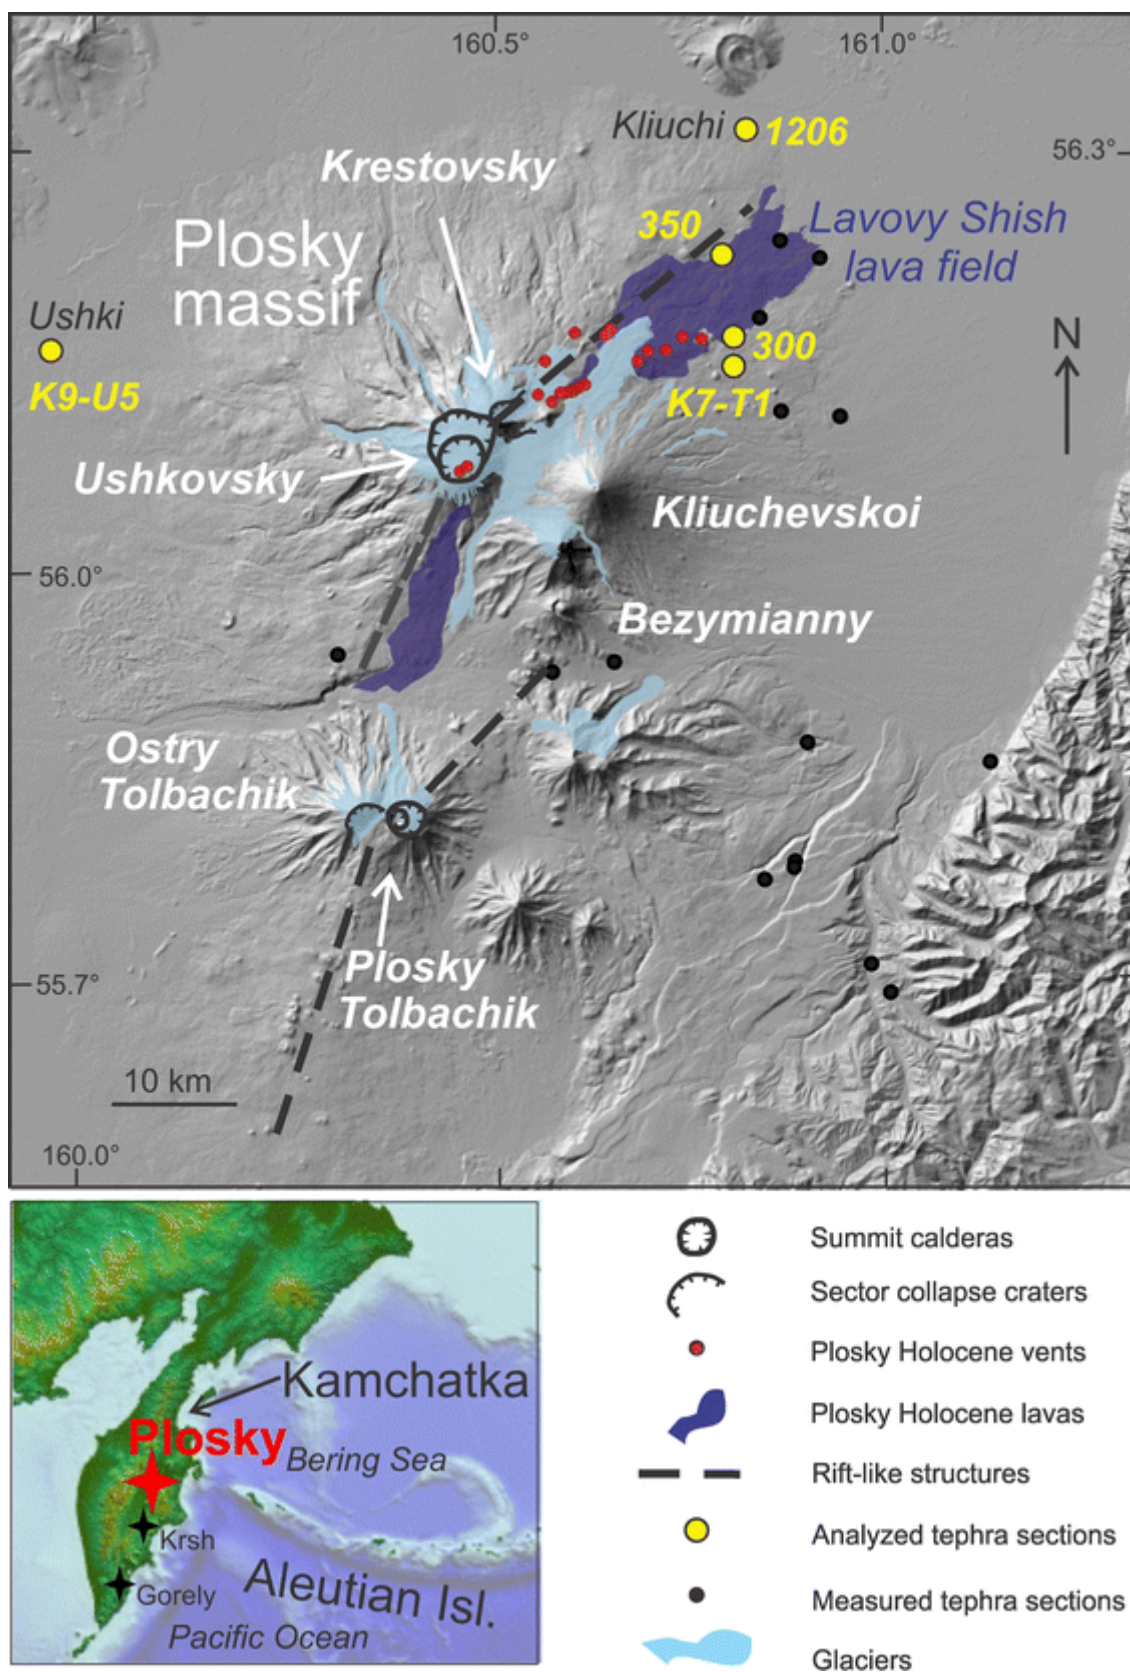 160.5°
161.0°
Kliuchi
1206
56.3°
Krestovsky
350
Lavovy Shish
lava field
Plosky
massif
Ushki
K9-U5
300
K7-T1
N
Ushkovsky
Kliuchevskoi
56.0°
Bezymianny
Ostry
Tolbachik
Plosky
Tolbachik
55.7°
10 km
160.0°
Kamchatka
Plosky
Bering Sea
Krsh
Gorely
Aleutian Isl.
Pacific Ocean
Summit calderas
Sector collapse craters
Plosky Holocene vents
Plosky Holocene lavas
Rift-like structures
Analyzed tephra sections
Measured tephra sections
Glaciers